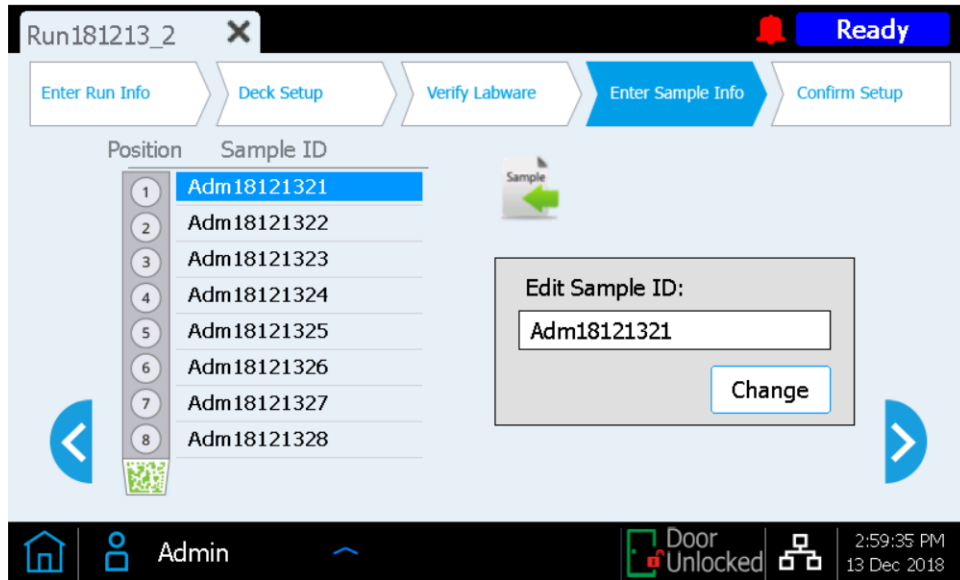 Run181213_2
Ready
Enter Run Info
Deck Setup
Verify Labware
Enter Sample Info
Confirm Setup
Position Sample ID
1 Adm18121321
2 Adm18121322
3 Adm18121323
4 Adm18121324
5 Adm18121325
6 Adm18121326
7 Adm18121327
8 Adm18121328
Sample
Edit Sample ID:
Adm18121321
Change
Admin
Door
Unlocked
2:59:35 PM
13 Dec 2018